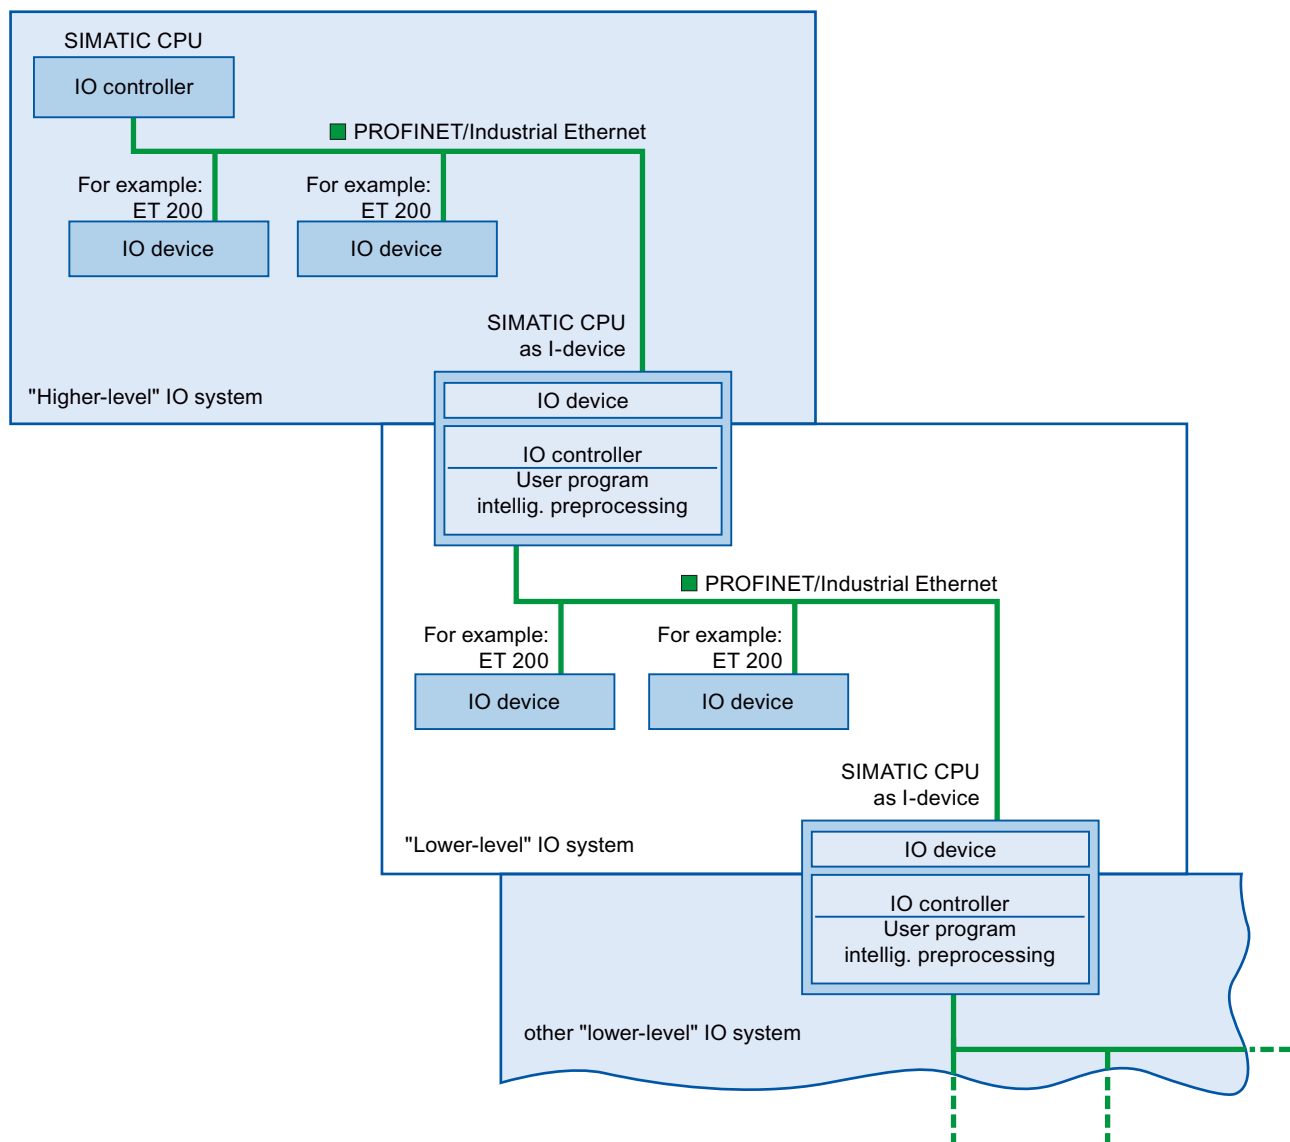 SIMATIC CPU
IO controller
PROFINET/Industrial Ethernet
For example:
ET 200
IO device
For example:
ET 200
IO device
SIMATIC CPU
as I-device
"Higher-level" IO system
IO device
IO controller
User program
intellig. preprocessing
PROFINET/Industrial Ethernet
For example:
ET 200
IO device
For example:
ET 200
IO device
SIMATIC CPU
as I-device
"Lower-level" IO system
IO device
IO controller
User program
intellig. preprocessing
other "lower-level" IO system